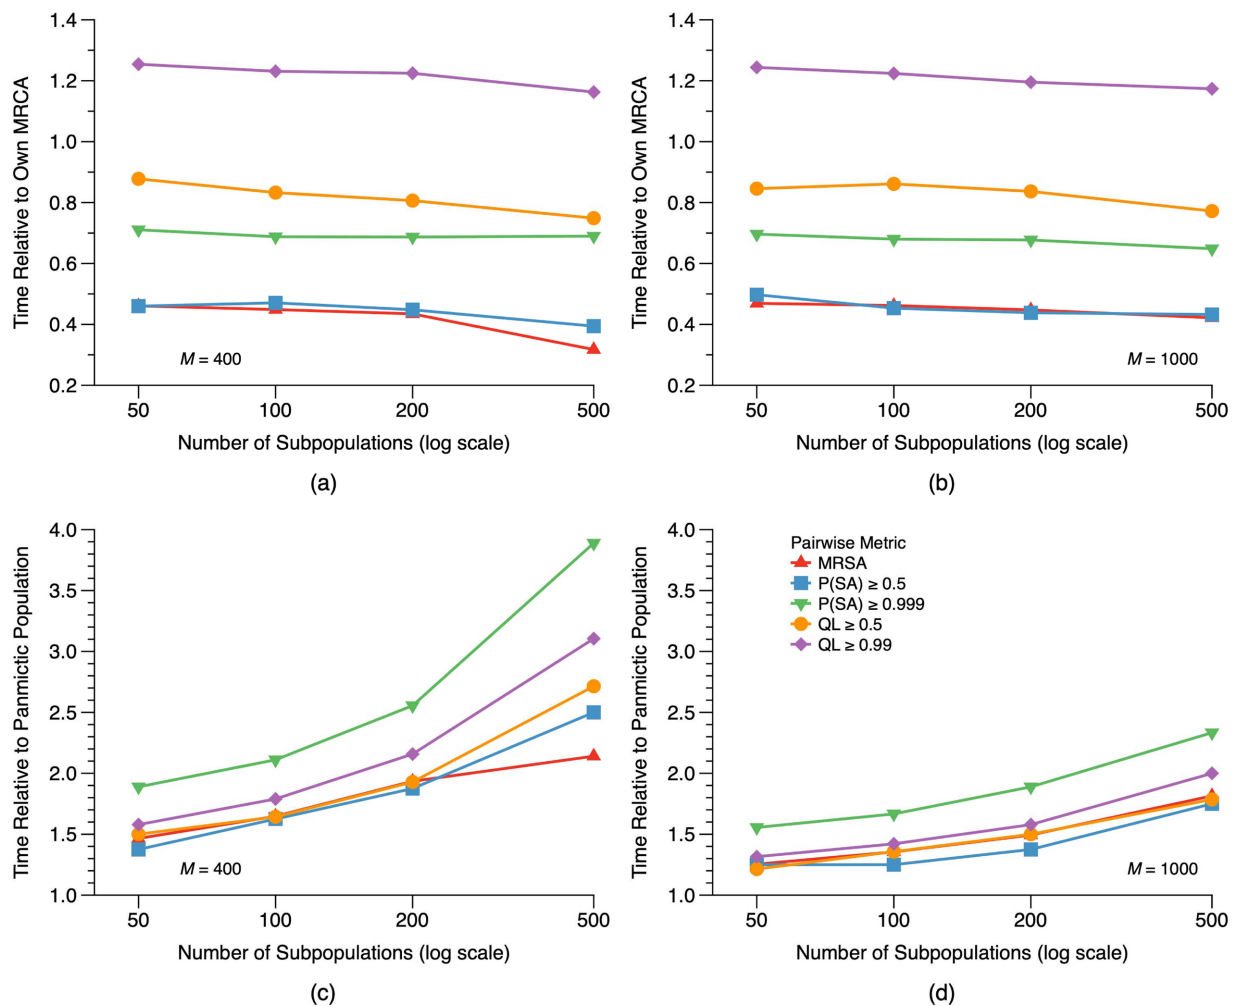 1.4
1.2
1.0
0.8
0.6
0.4
0.2
Time Relative to Own MRCA
M = 400
50 100 200 500
Number of Subpopulations (log scale)
(a)
1.4
1.2
1.0
0.8
0.6
0.4
0.2
Time Relative to Own MRCA
M = 1000
50 100 200 500
Number of Subpopulations (log scale)
(b)
4.0
3.5
3.0
2.5
2.0
1.5
1.0
Time Relative to Panmictic Population
M = 400
50 100 200 500
Number of Subpopulations (log scale)
(c)
4.0
3.5
3.0
2.5
2.0
1.5
1.0
Time Relative to Panmictic Population
Pairwise Metric
MRSA
P(SA) ≥ 0.5
P(SA) ≥ 0.999
QL ≥ 0.5
QL ≥ 0.99
M = 1000
50 100 200 500
Number of Subpopulations (log scale)
(d)